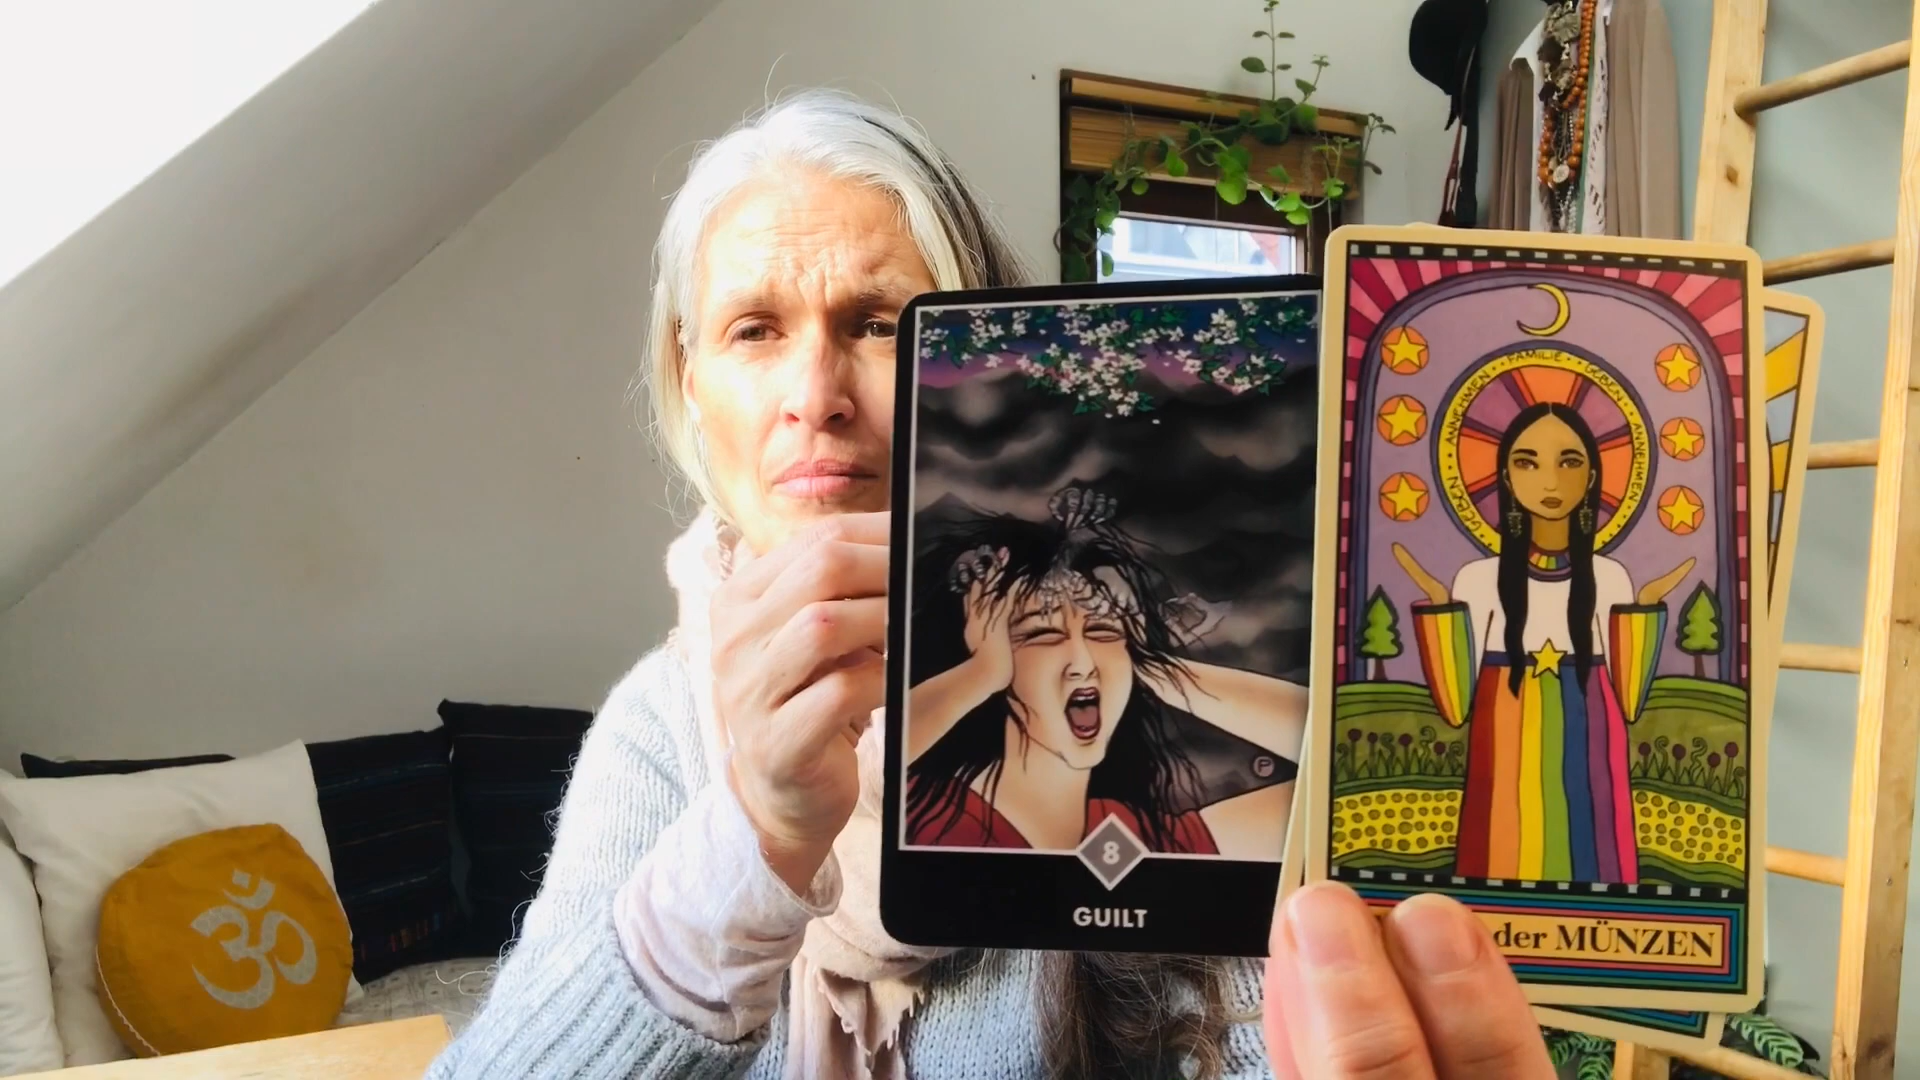 8
GUILT
P
GEBEN · ANNEHMEN · FAMILIE · GEBEN · ANNEHMEN
der MÜNZEN